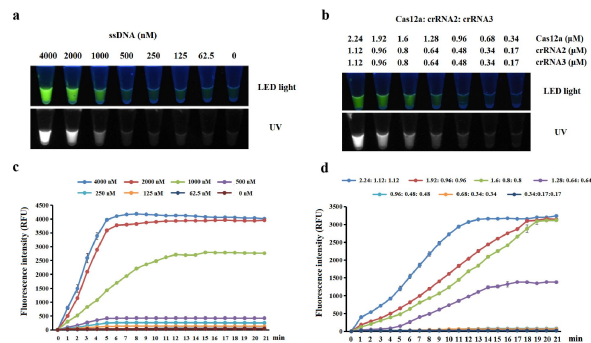 a
ssDNA (nM)
4000 2000 1000 500 250 125 62.5 0
LED light
UV
b
Cas12a: crRNA2: crRNA3
2.24 1.92 1.6 1.28 0.96 0.68 0.34 Cas12a (μM)
1.12 0.96 0.8 0.64 0.48 0.34 0.17 crRNA2 (μM)
1.12 0.96 0.8 0.64 0.48 0.34 0.17 crRNA3 (μM)
LED light
UV
c
4000 nM 2000 nM 1000 nM 500 nM
250 nM 125 nM 62.5 nM 0 nM
Fluorescence intensity (RFU)
4500
4000
3500
3000
2500
2000
1500
1000
500
0
0 1 2 3 4 5 6 7 8 9 10 11 12 13 14 15 16 17 18 19 20 21 min
d
2.24: 1.12: 1.12 1.92: 0.96: 0.96 1.6: 0.8: 0.8 1.28: 0.64: 0.64
0.96: 0.48: 0.48 0.68: 0.34: 0.34 0.34:0.17:0.17
Fluorescence intensity (RFU)
3500
3000
2500
2000
1500
1000
500
0
0 1 2 3 4 5 6 7 8 9 10 11 12 13 14 15 16 17 18 19 20 21 min